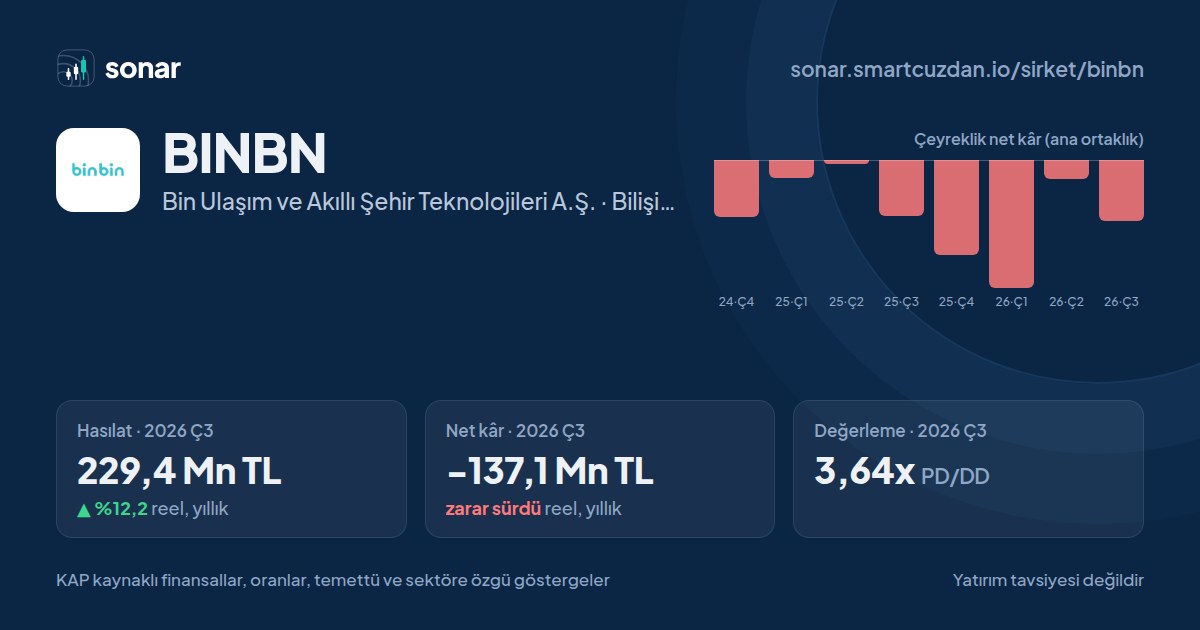 sonar
sonar.smartcuzdan.io/sirket/binbn
binbin
BINBN
Bin Ulaşım ve Akıllı Şehir Teknolojileri A.Ş. · Bilişi...
Çeyreklik net kâr (ana ortaklık)
24·Ç4 25·Ç1 25·Ç2 25·Ç3 25·Ç4 26·Ç1 26·Ç2 26·Ç3
Hasılat · 2026 Ç3
229,4 Mn TL
▲ %12,2 reel, yıllık
Net kâr · 2026 Ç3
−137,1 Mn TL
zarar sürdü reel, yıllık
Değerleme · 2026 Ç3
3,64x PD/DD
KAP kaynaklı finansallar, oranlar, temettü ve sektöre özgü göstergeler
Yatırım tavsiyesi değildir